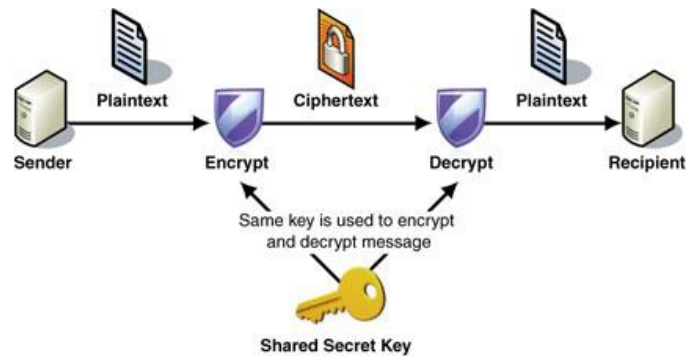 Plaintext
Ciphertext
Plaintext
Sender
Encrypt
Decrypt
Recipient
Same key is used to encrypt
and decrypt message
Shared Secret Key